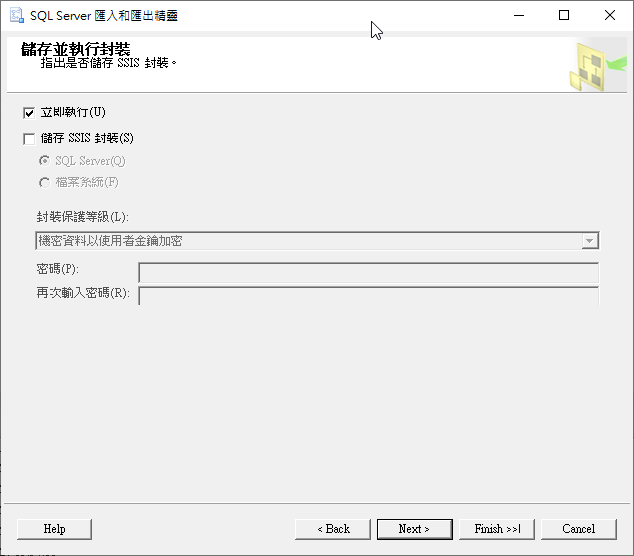 SQL Server 匯入和匯出精靈
儲存並執行封裝
指出是否儲存 SSIS 封裝。
立即執行(U)
儲存 SSIS 封裝(S)
SQL Server(Q)
檔案系統(F)
封裝保護等級(L):
機密資料以使用者金鑰加密
密碼(P):
再次輸入密碼(R):
Help
< Back
Next >
Finish >>|
Cancel